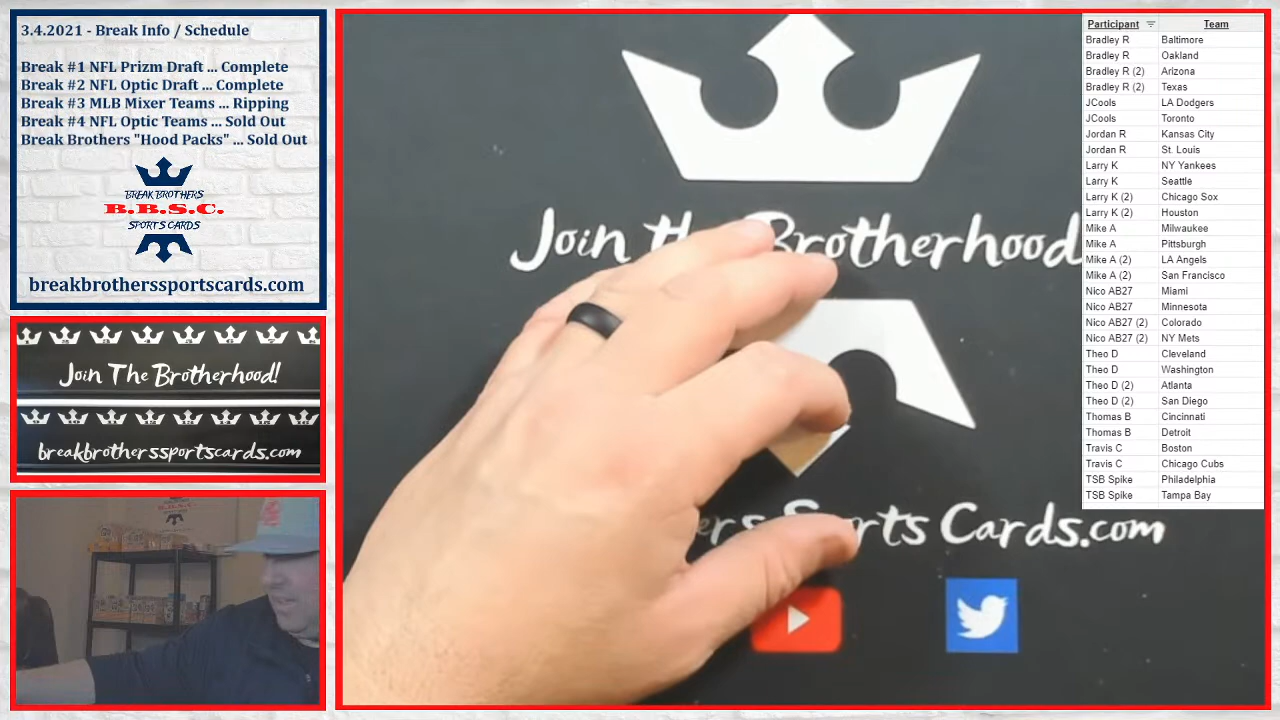 3.4.2021 - Break Info / Schedule
Break #1 NFL Prizm Draft ... Complete
Break #2 NFL Optic Draft ... Complete
Break #3 MLB Mixer Teams ... Ripping
Break #4 NFL Optic Teams ... Sold Out
Break Brothers "Hood Packs" ... Sold Out
BREAK BROTHERS
B.B.S.C.
SPORTS CARDS
breakbrotherssportscards.com
Join The Brotherhood!
breakbrotherssportscards.com
B.B.S.C.
Join the Brotherhood
ers Sports Cards.com
Participant Team
Bradley R Baltimore
Bradley R Oakland
Bradley R (2) Arizona
Bradley R (2) Texas
JCools LA Dodgers
JCools Toronto
Jordan R Kansas City
Jordan R St. Louis
Larry K NY Yankees
Larry K Seattle
Larry K (2) Chicago Sox
Larry K (2) Houston
Mike A Milwaukee
Mike A Pittsburgh
Mike A (2) LA Angels
Mike A (2) San Francisco
Nico AB27 Miami
Nico AB27 Minnesota
Nico AB27 (2) Colorado
Nico AB27 (2) NY Mets
Theo D Cleveland
Theo D Washington
Theo D (2) Atlanta
Theo D (2) San Diego
Thomas B Cincinnati
Thomas B Detroit
Travis C Boston
Travis C Chicago Cubs
TSB Spike Philadelphia
TSB Spike Tampa Bay